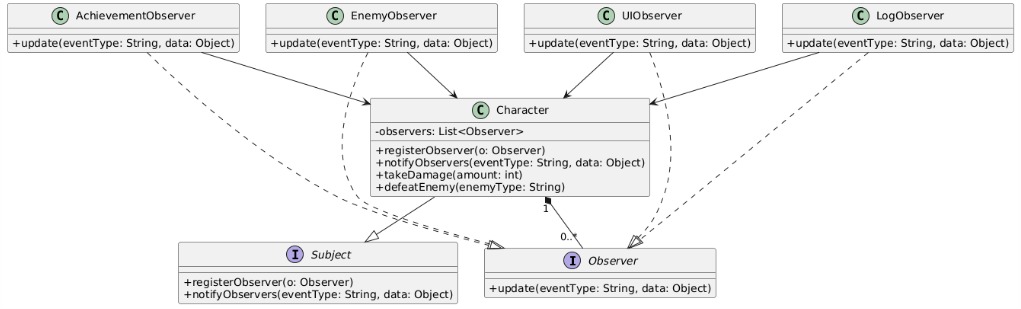 C AchievementObserver
+update(eventType: String, data: Object)
C EnemyObserver
+update(eventType: String, data: Object)
C UIObserver
+update(eventType: String, data: Object)
C LogObserver
+update(eventType: String, data: Object)
C Character
-observers: List<Observer>
+registerObserver(o: Observer)
+notifyObservers(eventType: String, data: Object)
+takeDamage(amount: int)
+defeatEnemy(enemyType: String)
1
0..*
I Subject
+registerObserver(o: Observer)
+notifyObservers(eventType: String, data: Object)
I Observer
+update(eventType: String, data: Object)